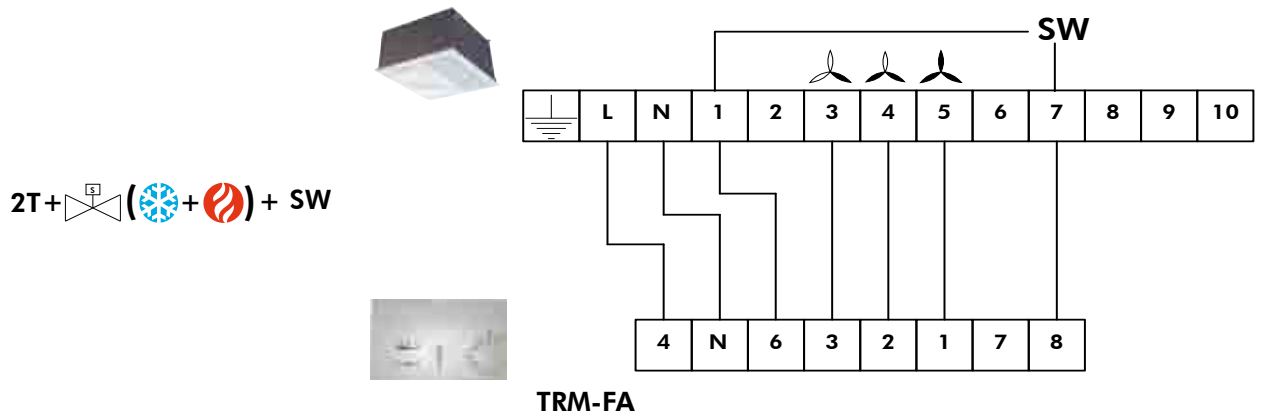 SW
L N 1 2 3 4 5 6 7 8 9 10
2T + S ( + ) + SW
4 N 6 3 2 1 7 8
TRM-FA